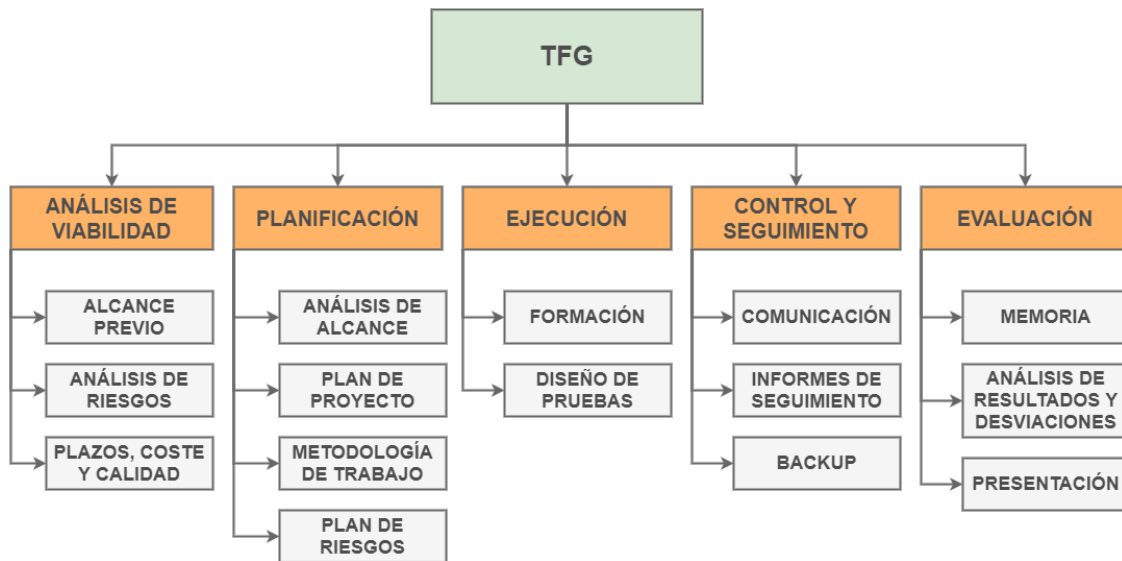 TFG
ANÁLISIS DE
VIABILIDAD
PLANIFICACIÓN
EJECUCIÓN
CONTROL Y
SEGUIMIENTO
EVALUACIÓN
ALCANCE
PREVIO
ANÁLISIS DE
RIESGOS
PLAZOS, COSTE
Y CALIDAD
ANÁLISIS DE
ALCANCE
PLAN DE
PROYECTO
METODOLOGÍA
DE TRABAJO
PLAN DE
RIESGOS
FORMACIÓN
DISEÑO DE
PRUEBAS
COMUNICACIÓN
INFORMES DE
SEGUIMIENTO
BACKUP
MEMORIA
ANÁLISIS DE
RESULTADOS Y
DESVIACIONES
PRESENTACIÓN